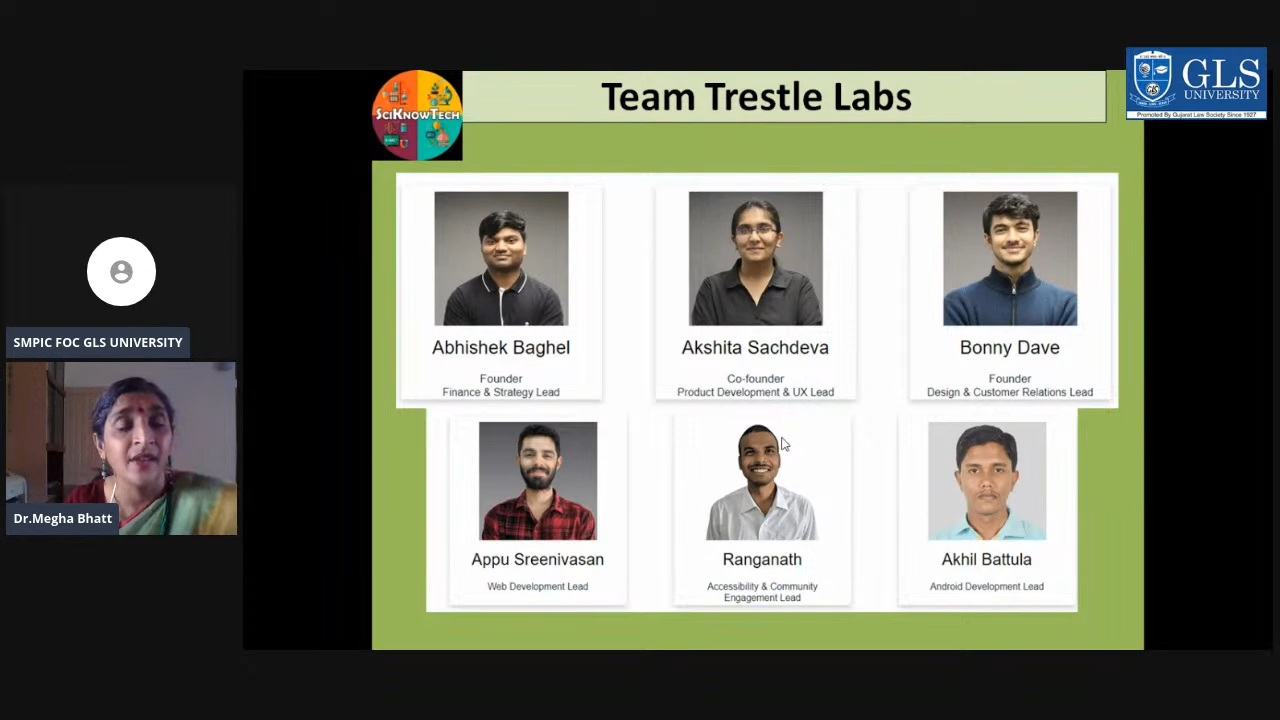 Team Trestle Labs
SCIKNOWTECH
GLS
UNIVERSITY
GLS
Promoted By Gujarat Law Society Since 1927
SMPIC FOC GLS UNIVERSITY
Dr.Megha Bhatt
Abhishek Baghel
Founder
Finance & Strategy Lead
Akshita Sachdeva
Co-founder
Product Development & UX Lead
Bonny Dave
Founder
Design & Customer Relations Lead
Appu Sreenivasan
Web Development Lead
Ranganath
Accessibility & Community
Engagement Lead
Akhil Battula
Android Development Lead